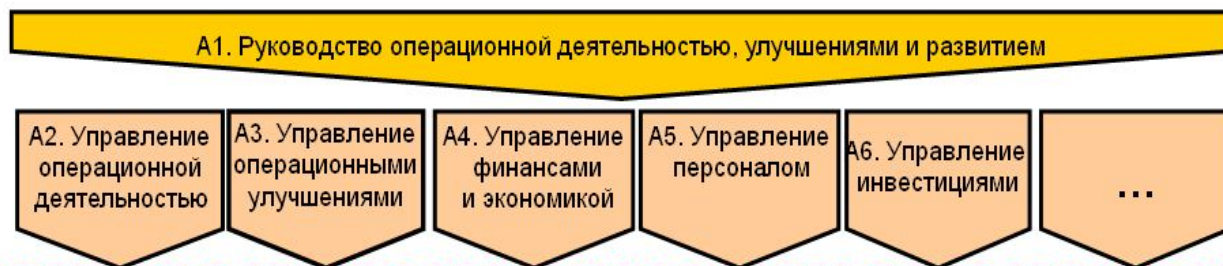 А1. Руководство операционной деятельностью, улучшениями и развитием
А2. Управление
операционной
деятельностью
А3. Управление
операционными
улучшениями
А4. Управление
финансами
и экономикой
А5. Управление
персоналом
А6. Управление
инвестициями
...